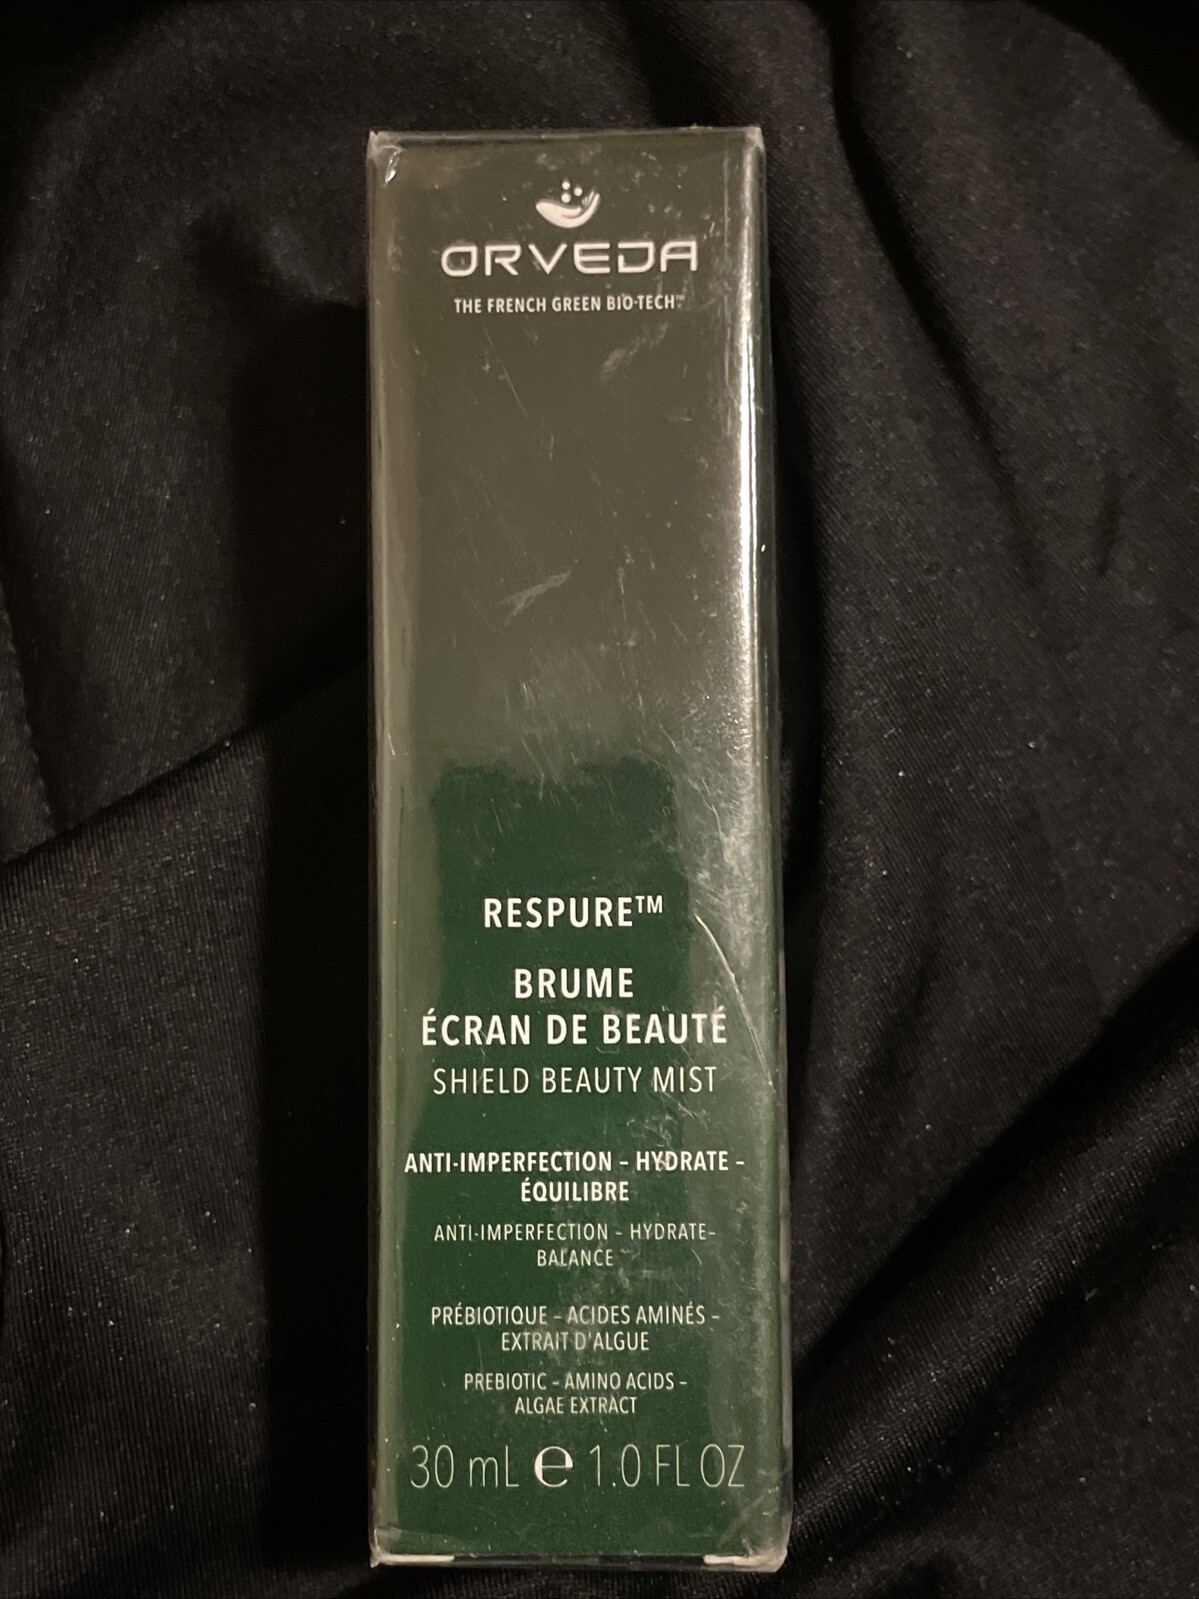 ORVEDA
THE FRENCH GREEN BIO-TECH™
RESPURE™
BRUME
ÉCRAN DE BEAUTÉ
SHIELD BEAUTY MIST
ANTI-IMPERFECTION – HYDRATE –
ÉQUILIBRE
ANTI-IMPERFECTION – HYDRATE–
BALANCE
PRÉBIOTIQUE – ACIDES AMINÉS –
EXTRAIT D'ALGUE
PREBIOTIC – AMINO ACIDS –
ALGAE EXTRACT
30 mL ℮ 1.0 FL OZ